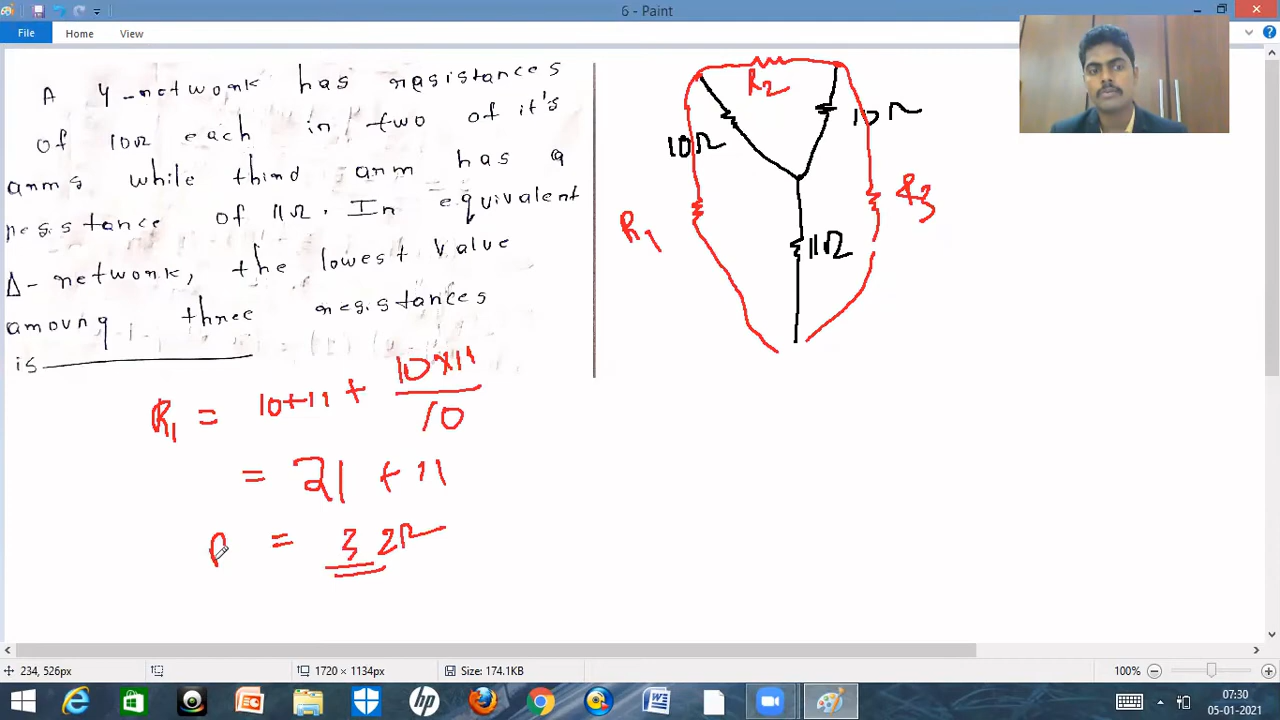 6 - Paint
File Home View
A Y-network has resistances
of 10Ω each in two of it's
arms while third arm has a
resistance of 11Ω. In equivalent
Δ- network, the lowest value
among three resistances
is
R2
10Ω
10Ω
R1
R3
11Ω
R1 = 10+11 + 10×11
10
= 21 + 11
= 32Ω
234, 526px 1720 × 1134px Size: 174.1KB 100%
hp
07:30
05-01-2021